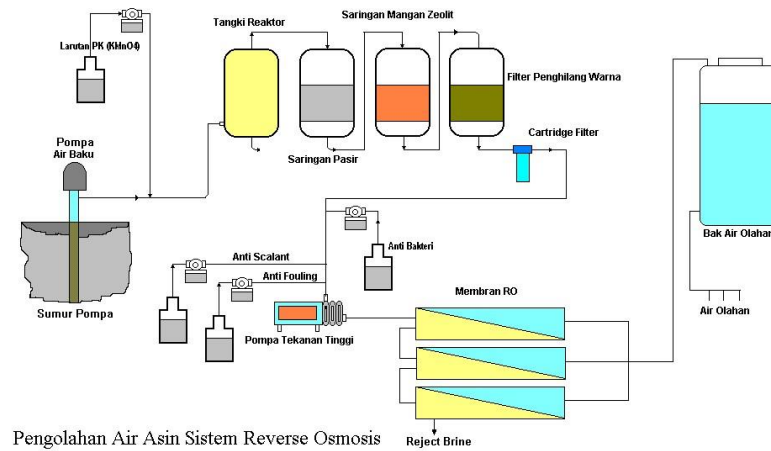 Larutan PK (KMnO4)
Tangki Reaktor
Saringan Mangan Zeolit
Filter Penghilang Warna
Pompa
Air Baku
Saringan Pasir
Cartridge Filter
Sumur Pompa
Anti Scalant
Anti Fouling
Anti Bakteri
Pompa Tekanan Tinggi
Membran RO
Bak Air Olahan
Air Olahan
Reject Brine
Pengolahan Air Asin Sistem Reverse Osmosis